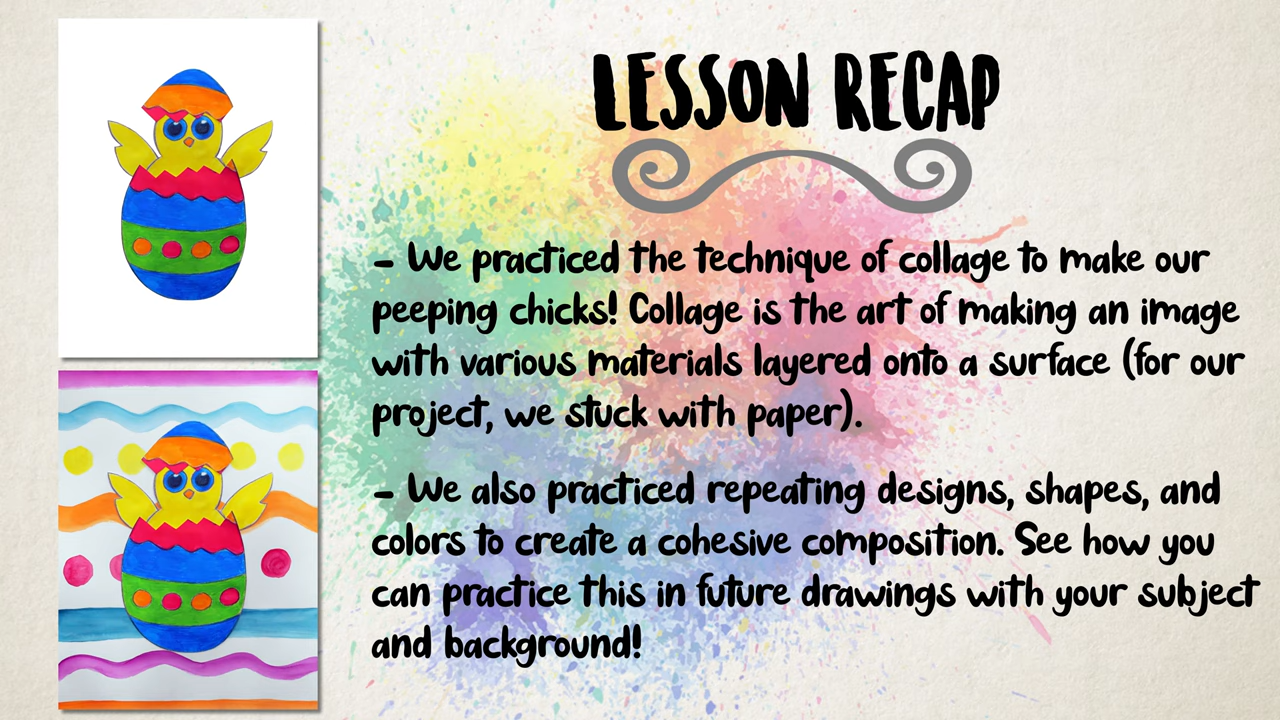 LESSON RECAP
- We practiced the technique of collage to make our
peeping chicks! Collage is the art of making an image
with various materials layered onto a surface (for our
project, we stuck with paper).
- We also practiced repeating designs, shapes, and
colors to create a cohesive composition. See how you
can practice this in future drawings with your subject
and background!